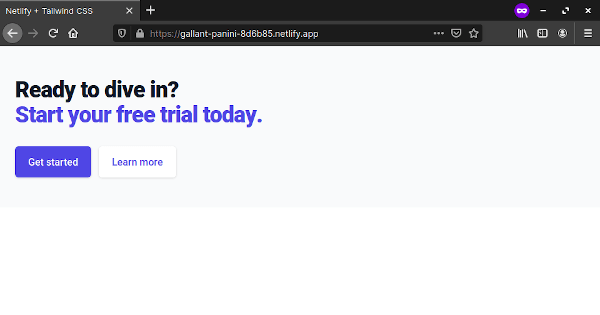 Netlify + Tailwind CSS
https://gallant-panini-8d6b85.netlify.app
Ready to dive in?
Start your free trial today.
Get started
Learn more